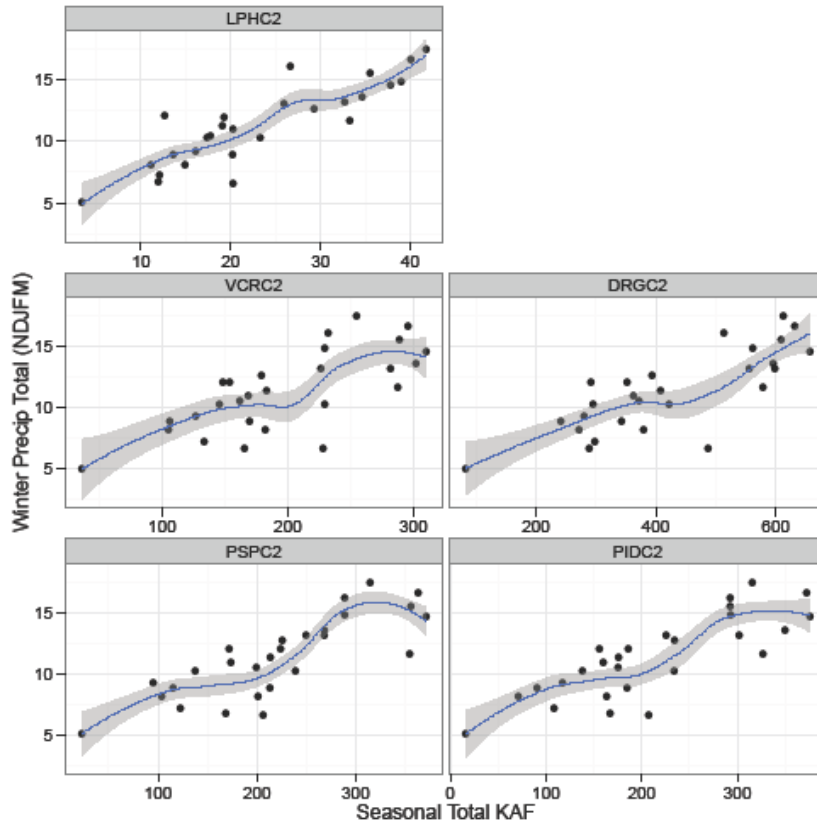 LPHC2
15
10
5
10 20 30 40
VCRC2 DRGC2
15
10
5
100 200 300 200 400 600
PSPC2 PIDC2
15
10
5
100 200 300 0 100 200 300
Winter Precip Total (NDJFM)
Seasonal Total KAF